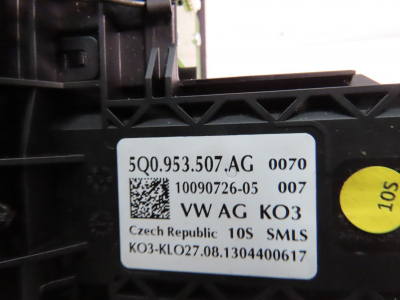 5Q0.953.507.AG 0070
10090726-05 007
VW AG KO3
Czech Republic 10S SMLS
KO3-KLO27.08.1304400617
10S